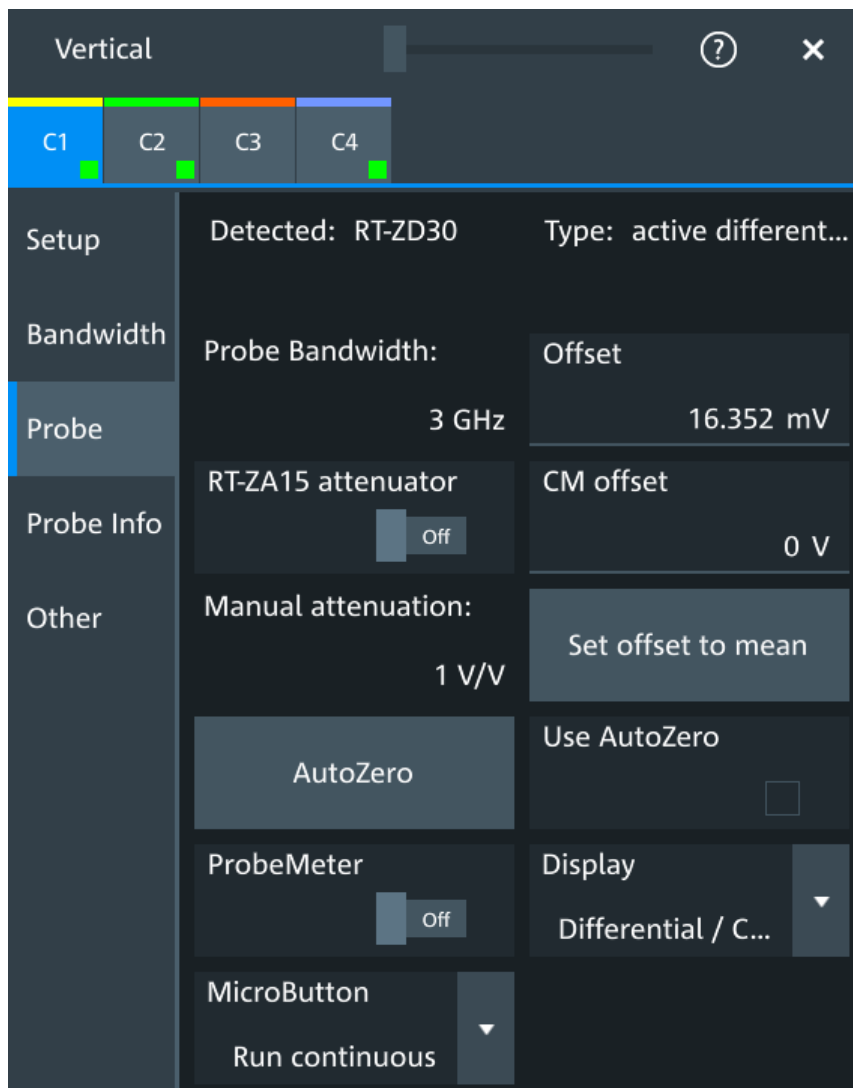 Vertical
?
C1 C2 C3 C4
Setup
Bandwidth
Probe
Probe Info
Other
Detected: RT-ZD30 Type: active different...
Probe Bandwidth:
3 GHz
Offset
16.352 mV
RT-ZA15 attenuator
Off
CM offset
0 V
Manual attenuation:
1 V/V
Set offset to mean
AutoZero
Use AutoZero
ProbeMeter
Off
Display
Differential / C...
MicroButton
Run continuous